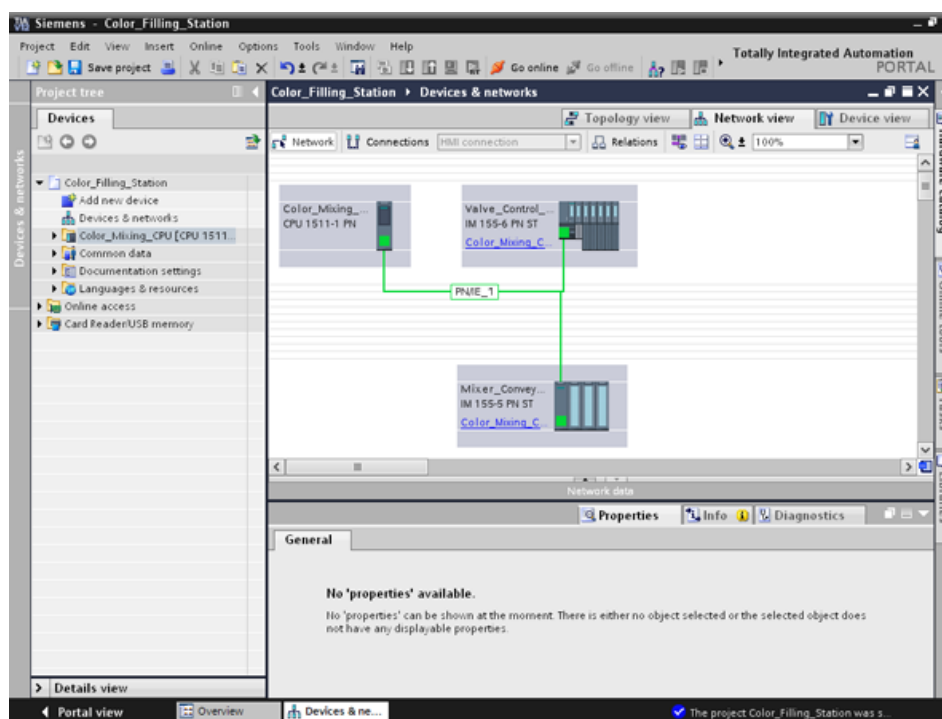 Siemens - Color_Filling_Station
Project Edit View Insert Online Options Tools Window Help
Totally Integrated Automation
PORTAL
Save project Go online Go offline
Project tree
Color_Filling_Station Devices & networks
Devices
Topology view Network view Device view
Network Connections HMI connection Relations 100%
Devices & networks
Color_Filling_Station
Add new device
Devices & networks
Color_Mixing_CPU [CPU 1511...
Common data
Documentation settings
Languages & resources
Online access
Card Reader/USB memory
Color_Mixing_...
CPU 1511-1 PN
Valve_Control_...
IM 155-6 PN ST
Color_Mixing_C...
PN/IE_1
Mixer_Convey...
IM 155-5 PN ST
Color_Mixing_C...
Network data
Properties Info Diagnostics
General
No 'properties' available.
No 'properties' can be shown at the moment. There is either no object selected or the selected object does
not have any displayable properties.
Details view
Portal view Overview Devices & ne... The project Color_Filling_Station was s...